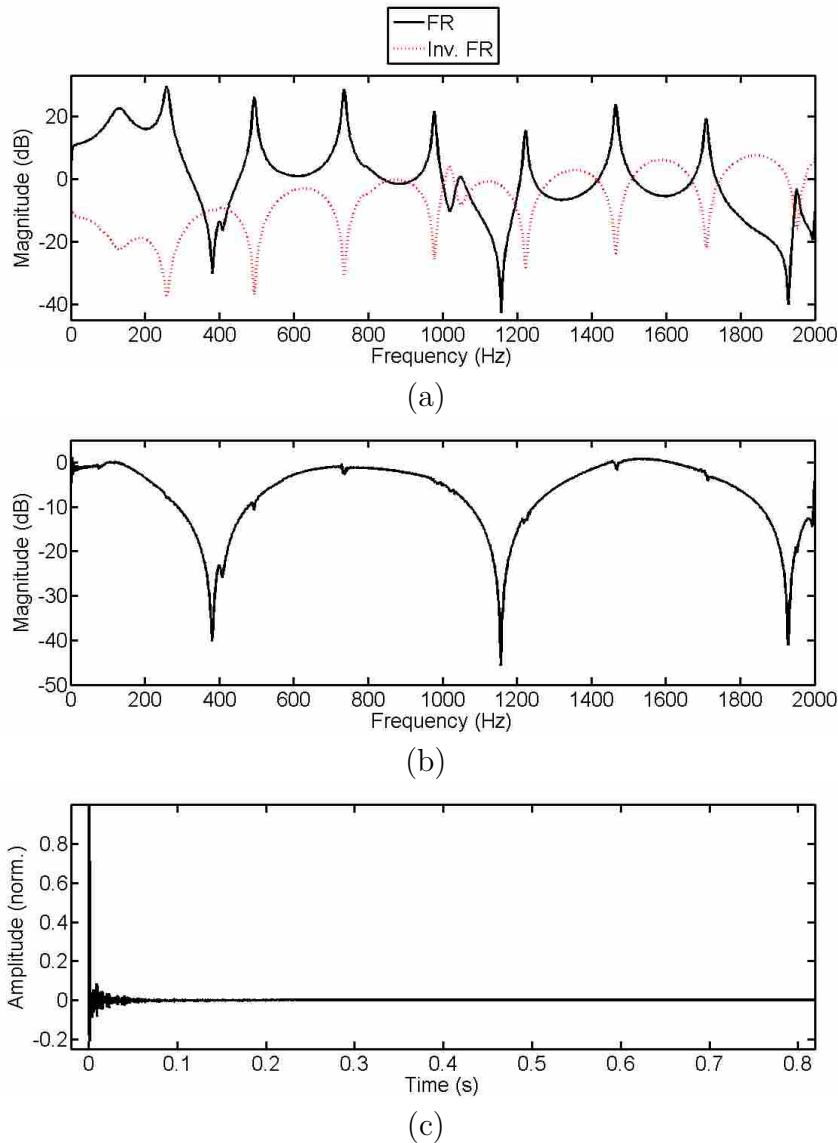 FR
Inv. FR
20
0
-20
-40
Magnitude (dB)
0 200 400 600 800 1000 1200 1400 1600 1800 2000
Frequency (Hz)
(a)
0
-10
-20
-30
-40
-50
Magnitude (dB)
0 200 400 600 800 1000 1200 1400 1600 1800 2000
Frequency (Hz)
(b)
0.8
0.6
0.4
0.2
0
-0.2
Amplitude (norm.)
0 0.1 0.2 0.3 0.4 0.5 0.6 0.7 0.8
Time (s)
(c)